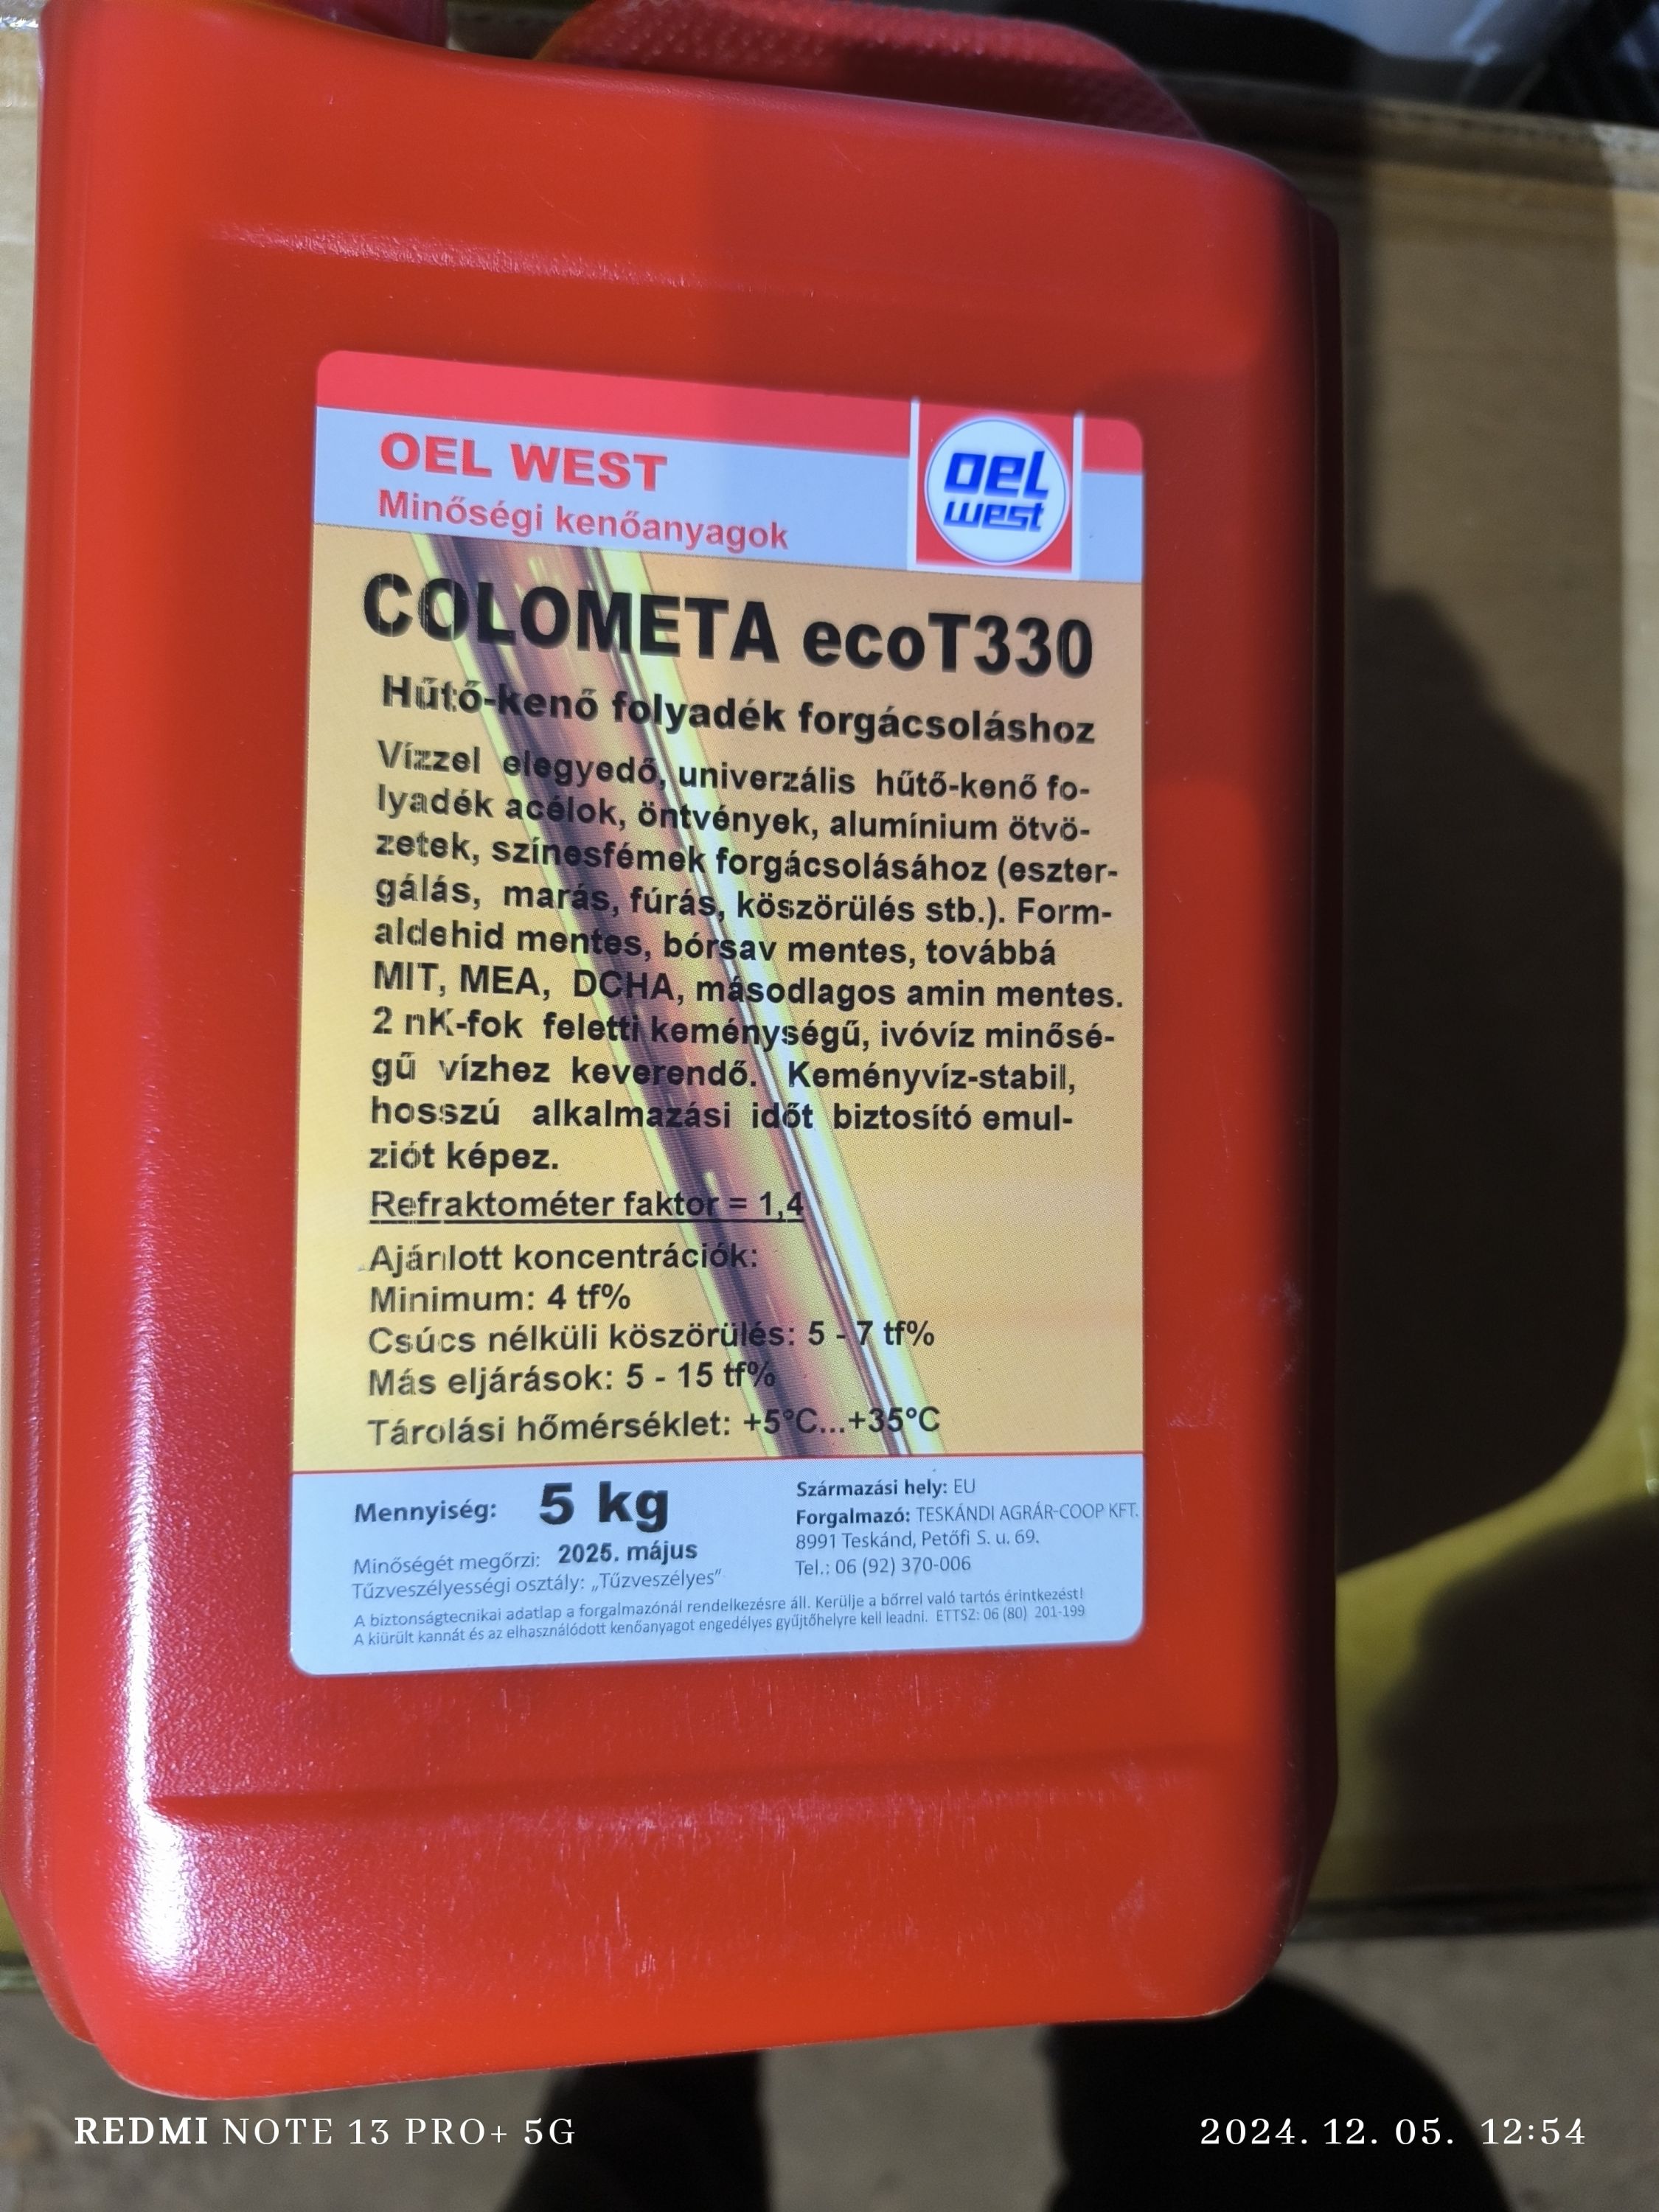 OEL WEST
Minőségi kenőanyagok
oel
west
COLOMETA ecoT330
Hűtő-kenő folyadék forgácsoláshoz
Vízzel elegyedő, univerzális hűtő-kenő fo-
lyadék acélok, öntvények, alumínium ötvö-
zetek, színesfémek forgácsolásához (eszter-
gálás, marás, fúrás, köszörülés stb.). Form-
aldehid mentes, bórsav mentes, továbbá
MIT, MEA, DCHA, másodlagos amin mentes.
2 nK-fok feletti keménységű, ivóvíz minősé-
gű vízhez keverendő. Keményvíz-stabil,
hosszú alkalmazási időt biztosító emul-
ziót képez.
Refraktométer faktor = 1,4
Ajánlott koncentrációk:
Minimum: 4 tf%
Csúcs nélküli köszörülés: 5 - 7 tf%
Más eljárások: 5 - 15 tf%
Tárolási hőmérséklet: +5°C...+35°C
Mennyiség: 5 kg
Minőségét megőrzi: 2025. május
Tűzveszélyességi osztály: „Tűzveszélyes"
Származási hely: EU
Forgalmazó: TESKÁNDI AGRÁR-COOP KFT.
8991 Teskánd, Petőfi S. u. 69.
Tel.: 06 (92) 370-006
A biztonságtecnikai adatlap a forgalmazónál rendelkezésre áll. Kerülje a bőrrel való tartós érintkezést!
A kiürült kannát és az elhasználódott kenőanyagot engedélyes gyűjtőhelyre kell leadni. ETTSZ: 06 (80) 201-199
REDMI NOTE 13 PRO+ 5G
2024. 12. 05. 12:54